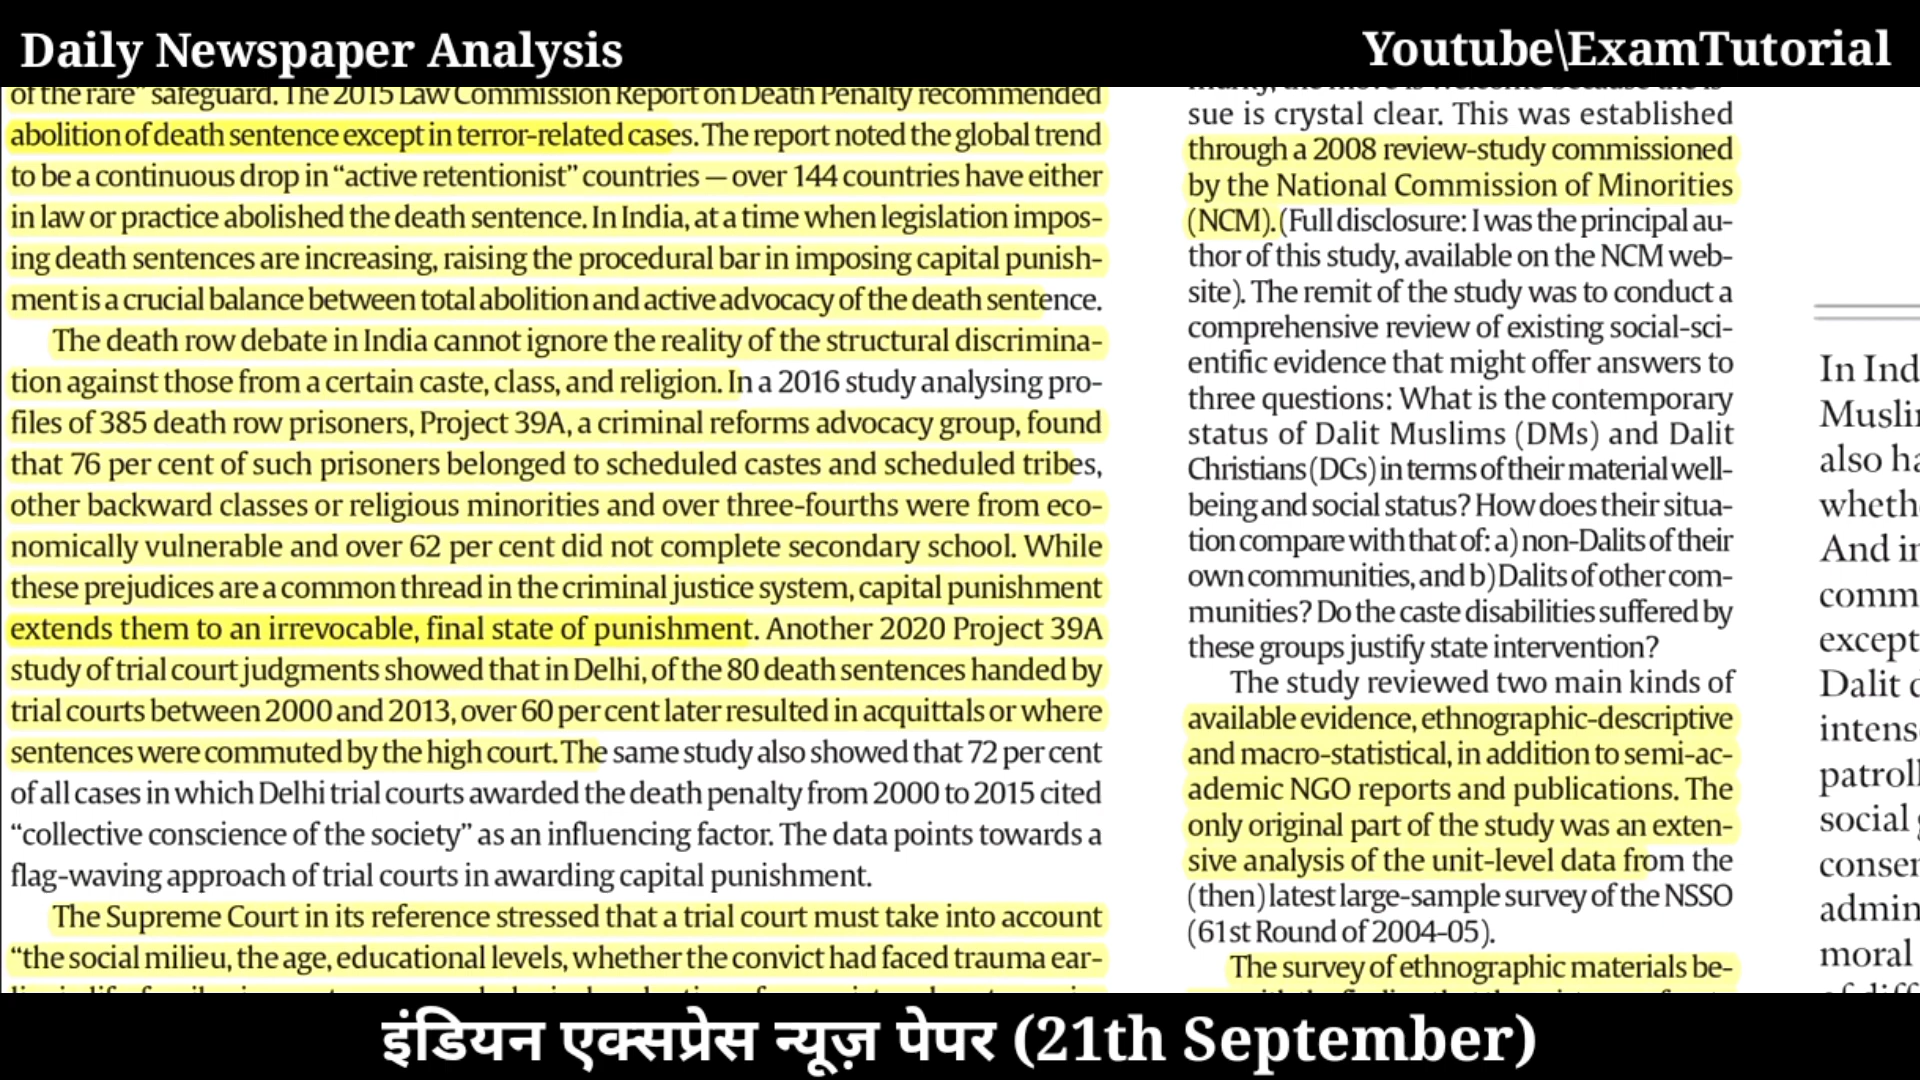 Daily Newspaper Analysis
Youtube\ExamTutorial
of the rare" safeguard. The 2015 Law Commission Report on Death Penalty recommended
abolition of death sentence except in terror-related cases. The report noted the global trend
to be a continuous drop in “active retentionist” countries — over 144 countries have either
in law or practice abolished the death sentence. In India, at a time when legislation impos-
ing death sentences are increasing, raising the procedural bar in imposing capital punish-
ment is a crucial balance between total abolition and active advocacy of the death sentence.
The death row debate in India cannot ignore the reality of the structural discrimina-
tion against those from a certain caste, class, and religion. In a 2016 study analysing pro-
files of 385 death row prisoners, Project 39A, a criminal reforms advocacy group, found
that 76 per cent of such prisoners belonged to scheduled castes and scheduled tribes,
other backward classes or religious minorities and over three-fourths were from eco-
nomically vulnerable and over 62 per cent did not complete secondary school. While
these prejudices are a common thread in the criminal justice system, capital punishment
extends them to an irrevocable, final state of punishment. Another 2020 Project 39A
study of trial court judgments showed that in Delhi, of the 80 death sentences handed by
trial courts between 2000 and 2013, over 60 per cent later resulted in acquittals or where
sentences were commuted by the high court. The same study also showed that 72 per cent
of all cases in which Delhi trial courts awarded the death penalty from 2000 to 2015 cited
“collective conscience of the society” as an influencing factor. The data points towards a
flag-waving approach of trial courts in awarding capital punishment.
The Supreme Court in its reference stressed that a trial court must take into account
“the social milieu, the age, educational levels, whether the convict had faced trauma ear-
sue is crystal clear. This was established
through a 2008 review-study commissioned
by the National Commission of Minorities
(NCM). (Full disclosure: I was the principal au-
thor of this study, available on the NCM web-
site). The remit of the study was to conduct a
comprehensive review of existing social-sci-
entific evidence that might offer answers to
three questions: What is the contemporary
status of Dalit Muslims (DMs) and Dalit
Christians (DCs) in terms of their material well-
being and social status? How does their situa-
tion compare with that of: a) non-Dalits of their
own communities, and b) Dalits of other com-
munities? Do the caste disabilities suffered by
these groups justify state intervention?
The study reviewed two main kinds of
available evidence, ethnographic-descriptive
and macro-statistical, in addition to semi-ac-
ademic NGO reports and publications. The
only original part of the study was an exten-
sive analysis of the unit-level data from the
(then) latest large-sample survey of the NSSO
(61st Round of 2004-05).
The survey of ethnographic materials be-
In Ind
Muslin
also ha
wheth
And in
comm
except
Dalit
intens
patroll
social
conser
admin
moral
इंडियन एक्सप्रेस न्यूज़ पेपर (21th September)